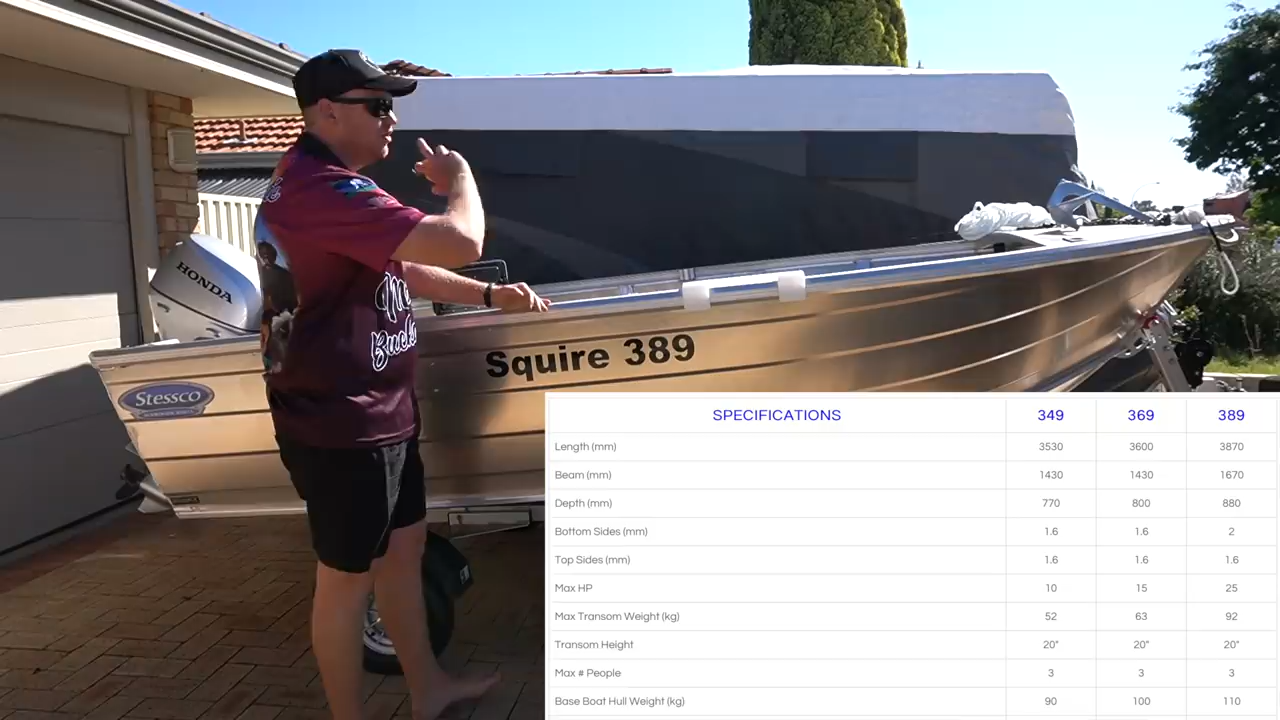 HONDA
Squire 389
Stessco
SPECIFICATIONS 349 369 389
Length (mm) 3530 3600 3870
Beam (mm) 1430 1430 1670
Depth (mm) 770 800 880
Bottom Sides (mm) 1.6 1.6 2
Top Sides (mm) 1.6 1.6 1.6
Max HP 10 15 25
Max Transom Weight (kg) 52 63 92
Transom Height 20" 20" 20"
Max # People 3 3 3
Base Boat Hull Weight (kg) 90 100 110